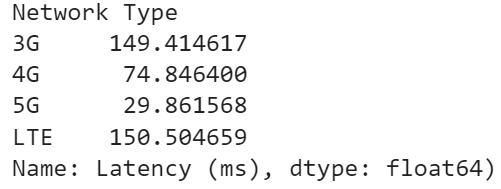 Network Type
3G     149.414617
4G      74.846400
5G      29.861568
LTE    150.504659
Name: Latency (ms), dtype: float64)